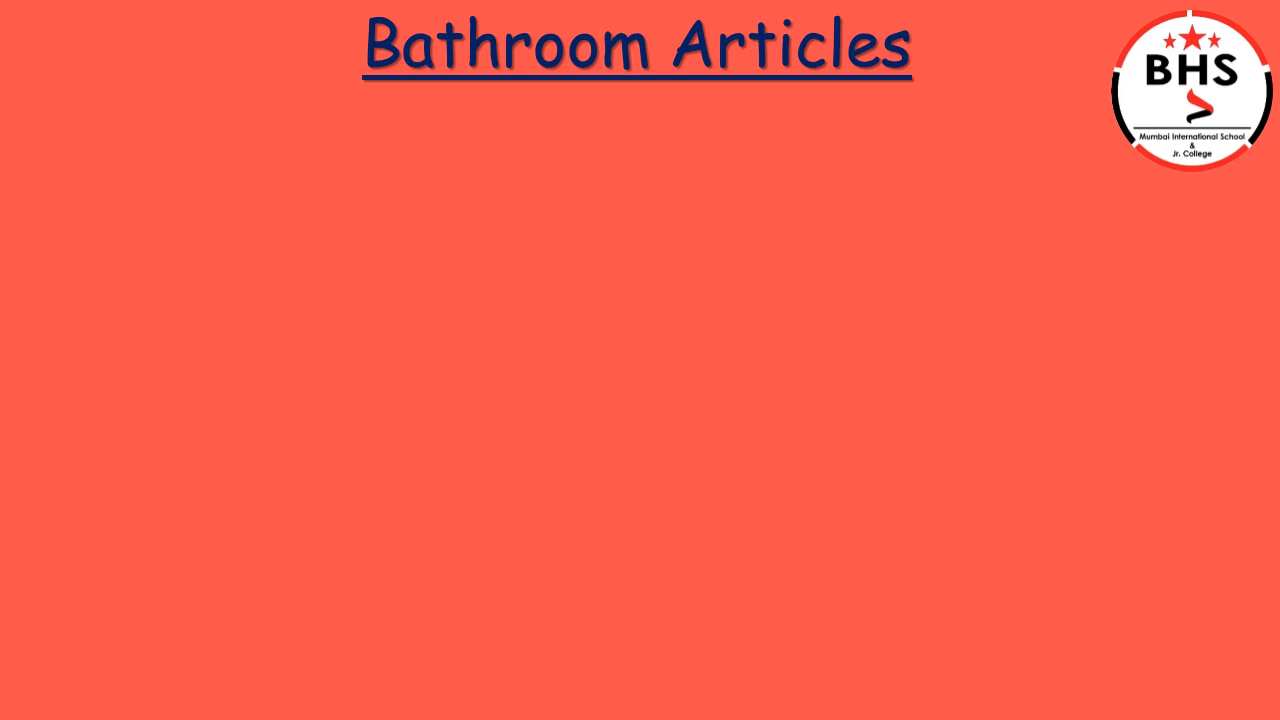 Bathroom Articles
BHS
Mumbai International School
&
Jr. College